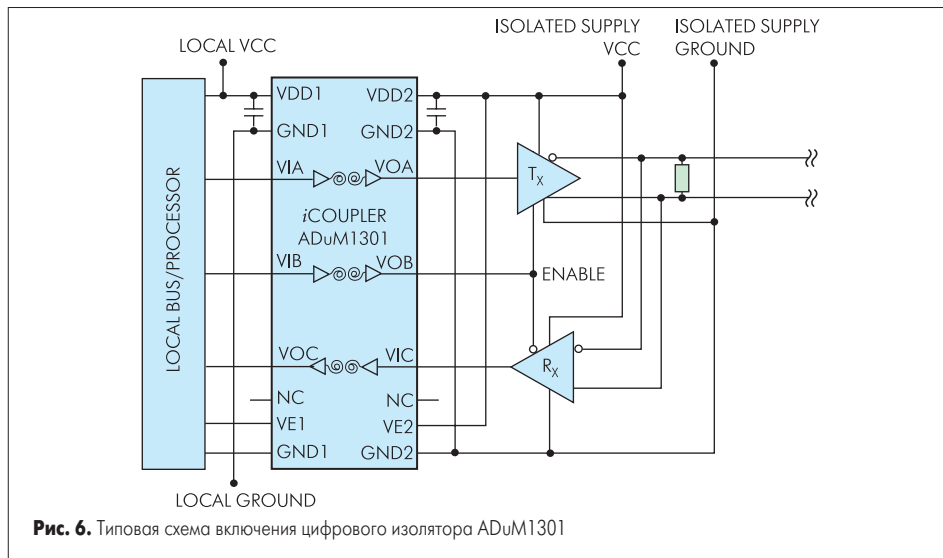 ISOLATED SUPPLY
VCC
ISOLATED SUPPLY
GROUND
LOCAL VCC
LOCAL BUS/PROCESSOR
VDD1
VDD2
GND1
GND2
VIA
VOA
TX
iCOUPLER
ADuM1301
VIB
VOB
ENABLE
VOC
VIC
RX
NC
NC
VE1
VE2
GND1
GND2
LOCAL GROUND
Рис. 6. Типовая схема включения цифрового изолятора ADuM1301